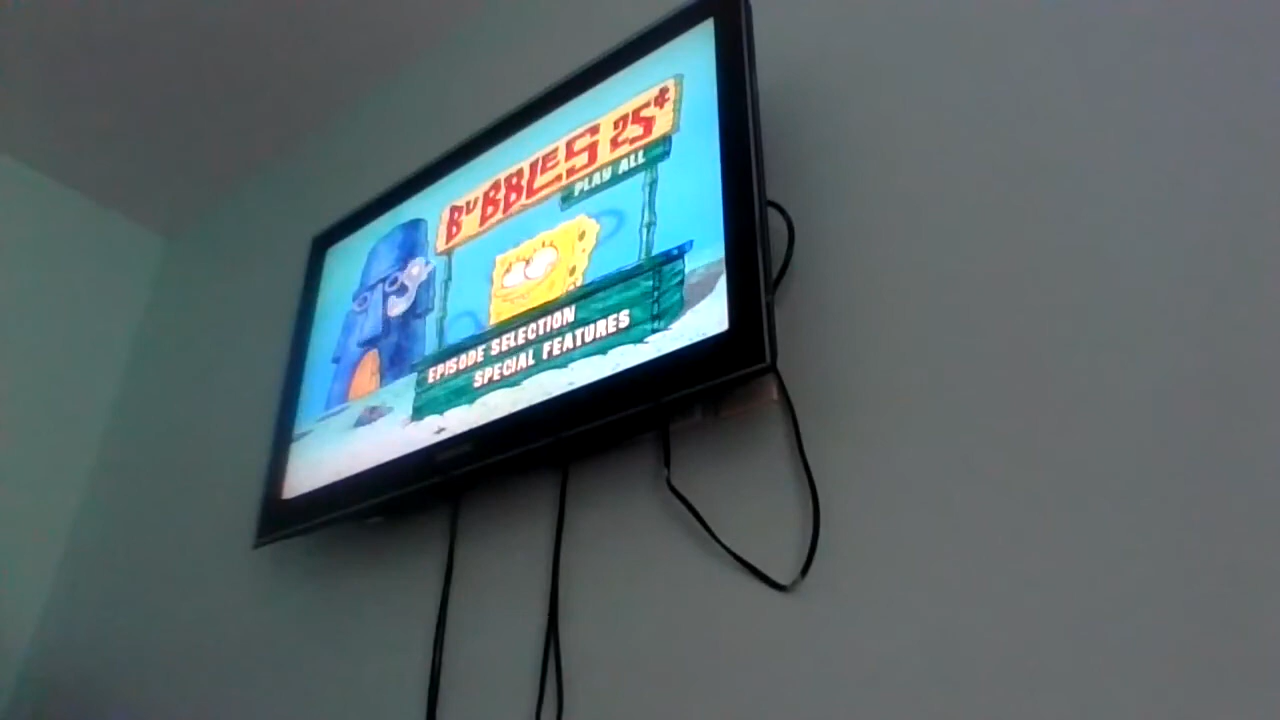 BUBBLES 25¢
PLAY ALL
EPISODE SELECTION
SPECIAL FEATURES